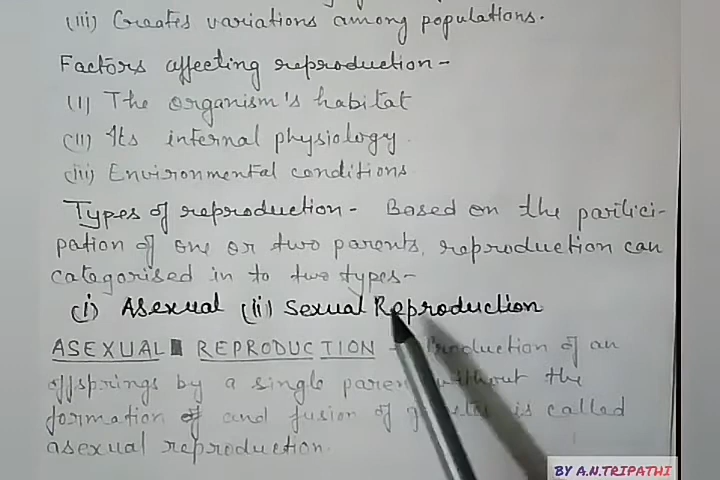 (iii) Creates variations among populations.
Factors affecting reproduction -
(i) The organism's habitat
(ii) Its internal physiology.
(iii) Environmental conditions
Types of reproduction - Based on the partici-
pation of one or two parents, reproduction can
categorised in to two types-
(i) Asexual (ii) Sexual Reproduction
ASEXUAL REPRODUCTION - Production of an
offsprings by a single parent without the
formation of and fusion of is called
asexual reproduction.
BY A.N.TRIPATHI